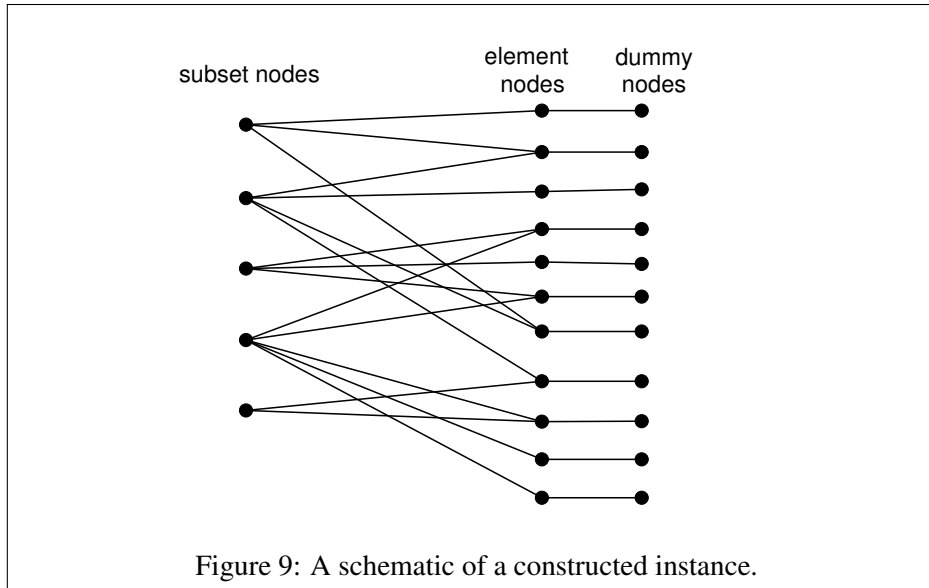 subset nodes
element
nodes
dummy
nodes
Figure 9: A schematic of a constructed instance.